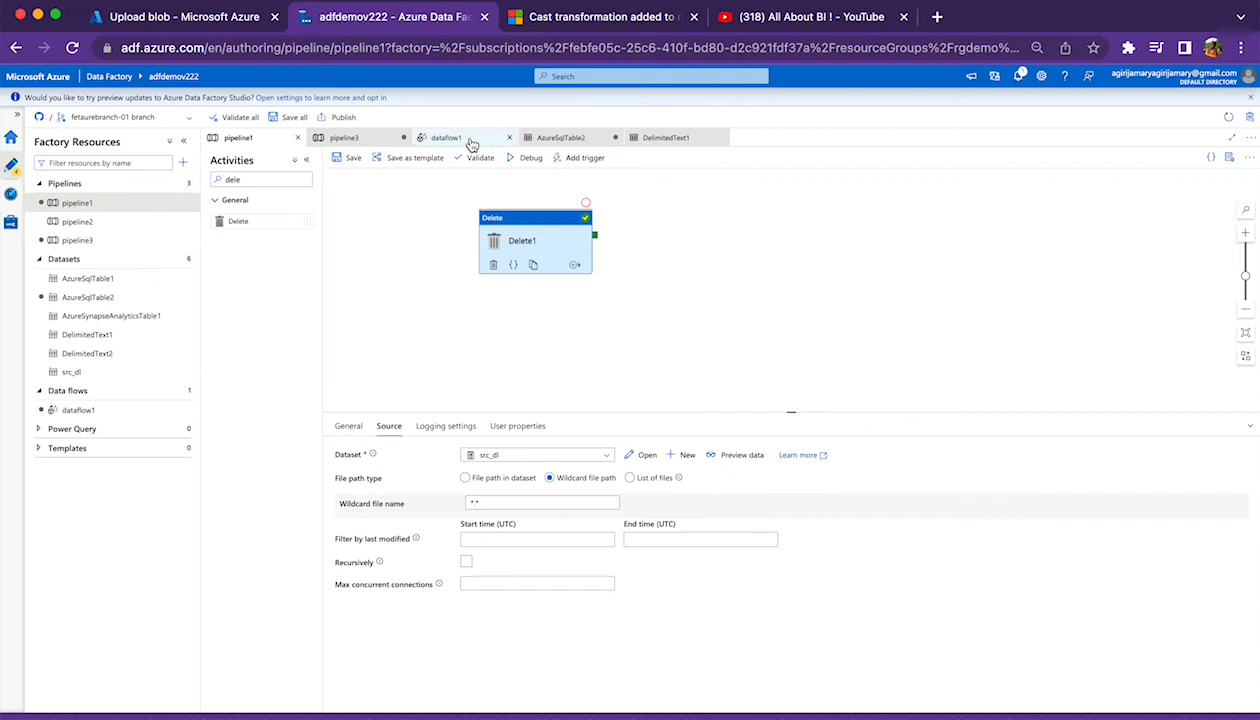 Upload blob - Microsoft Azure
adfdemov222 - Azure Data Fac
Cast transformation added to
(318) All About BI ! - YouTube
adf.azure.com/en/authoring/pipeline/pipeline1?factory=%2Fsubscriptions%2Ffebfe05c-25c6-410f-bd80-d2c921fdf37a%2FresourceGroups%2Frgdemo%...
Microsoft Azure
Data Factory
adfdemov222
Search
1
agirijamaryagirijamary@gmail.com
DEFAULT DIRECTORY
Would you like to try preview updates to Azure Data Factory Studio? Open settings to learn more and opt in
fetaurebranch-01 branch
Validate all
Save all
Publish
Factory Resources
pipeline1
pipeline3
dataflow1
AzureSqlTable2
DelimitedText1
Filter resources by name
Activities
Save
Save as template
Validate
Debug
Add trigger
4
dele
Pipelines
3
General
pipeline1
Delete
pipeline2
pipeline3
Delete
Delete1
Datasets
6
AzureSqlTable1
AzureSqlTable2
AzureSynapseAnalyticsTable1
DelimitedText1
DelimitedText2
src_dl
Data flows
1
dataflow1
Power Query
0
Templates
0
General
Source
Logging settings
User properties
Dataset *
src_dl
Open
New
Preview data
Learn more
File path type
File path in dataset
Wildcard file path
List of files
Wildcard file name
*.*
Start time (UTC)
End time (UTC)
Filter by last modified
Recursively
Max concurrent connections